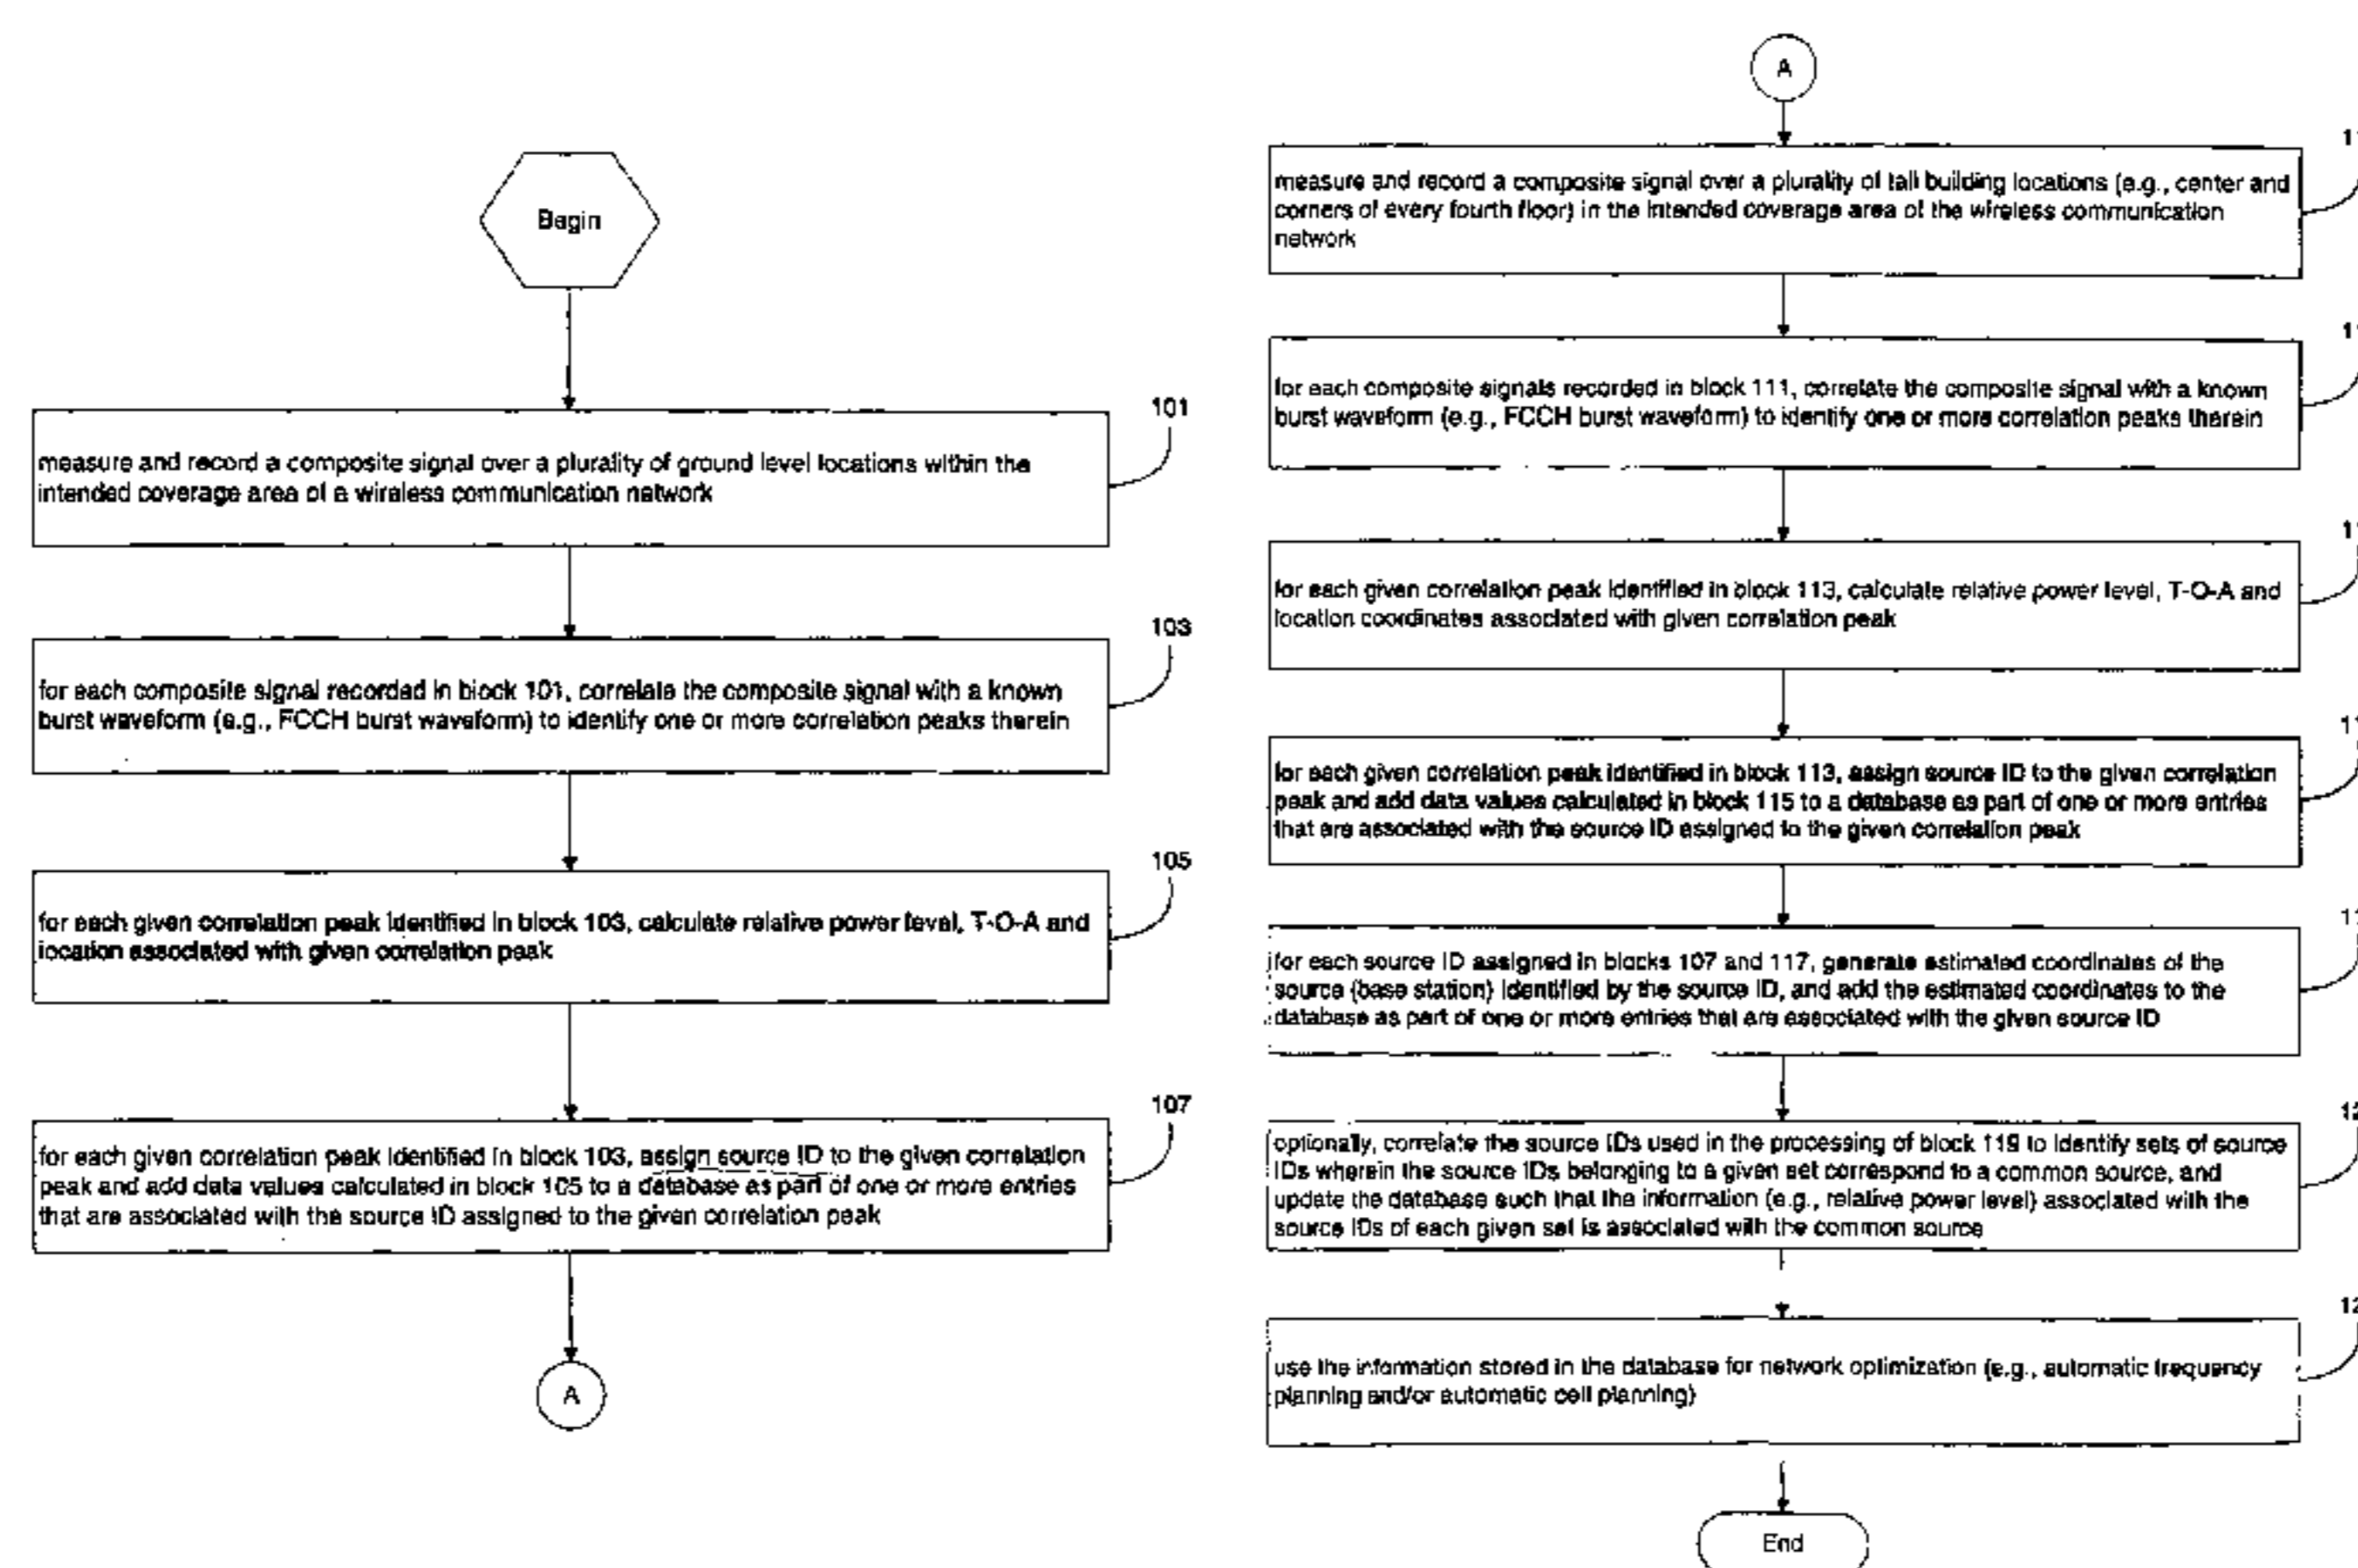 Begin
measure and record a composite signal over a plurality of ground level locations within the
intended coverage area of a wireless communication network
101
for each composite signal recorded in block 101, correlate the composite signal with a known
burst waveform (e.g., FCCH burst waveform) to identify one or more correlation peaks therein
103
for each given correlation peak identified in block 103, calculate relative power level, T-O-A and
location associated with given correlation peak
105
for each given correlation peak identified in block 103, assign source ID to the given correlation
peak and add data values calculated in block 105 to a database as part of one or more entries
that are associated with the source ID assigned to the given correlation peak
107
A
A
measure and record a composite signal over a plurality of tall building locations (e.g., center and
corners of every fourth floor) in the intended coverage area of the wireless communication
network
for each composite signals recorded in block 111, correlate the composite signal with a known
burst waveform (e.g., FCCH burst waveform) to identify one or more correlation peaks therein
for each given correlation peak identified in block 113, calculate relative power level, T-O-A and
location coordinates associated with given correlation peak
for each given correlation peak identified in block 113, assign source ID to the given correlation
peak and add data values calculated in block 115 to a database as part of one or more entries
that are associated with the source ID assigned to the given correlation peak
for each source ID assigned in blocks 107 and 117, generate estimated coordinates of the
source (base station) identified by the source ID, and add the estimated coordinates to the
database as part of one or more entries that are associated with the given source ID
optionally, correlate the source IDs used in the processing of block 119 to identify sets of source
IDs wherein the source IDs belonging to a given set correspond to a common source, and
update the database such that the information (e.g., relative power level) associated with the
source IDs of each given set is associated with the common source
use the information stored in the database for network optimization (e.g., automatic frequency
planning and/or automatic cell planning)
End